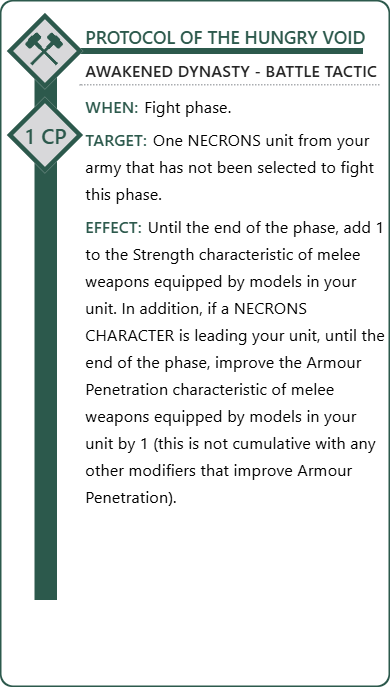 PROTOCOL OF THE HUNGRY VOID
AWAKENED DYNASTY - BATTLE TACTIC
WHEN: Fight phase.
1 CP
TARGET: One NECRONS unit from your
army that has not been selected to fight
this phase.
EFFECT: Until the end of the phase, add 1
to the Strength characteristic of melee
weapons equipped by models in your
unit. In addition, if a NECRONS
CHARACTER is leading your unit, until the
end of the phase, improve the Armour
Penetration characteristic of melee
weapons equipped by models in your
unit by 1 (this is not cumulative with any
other modifiers that improve Armour
Penetration).